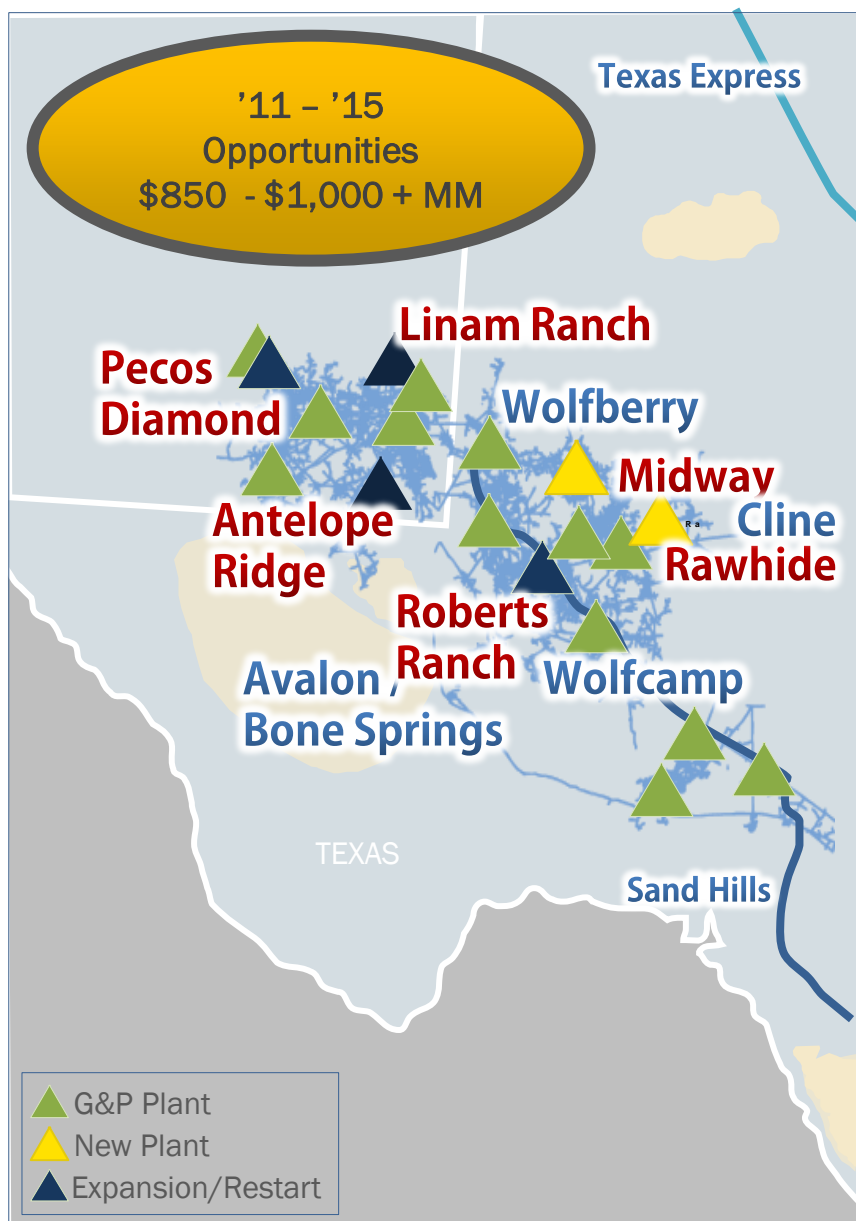 ’11 – ’15
Opportunities
$850 - $1,000 + MM
Texas Express
Linam Ranch
Pecos
Diamond
Wolfberry
Midway
Cline
Ra
Rawhide
Antelope
Ridge
Roberts
Ranch
Avalon /
Bone Springs
Wolfcamp
TEXAS
Sand Hills
G&P Plant
New Plant
Expansion/Restart